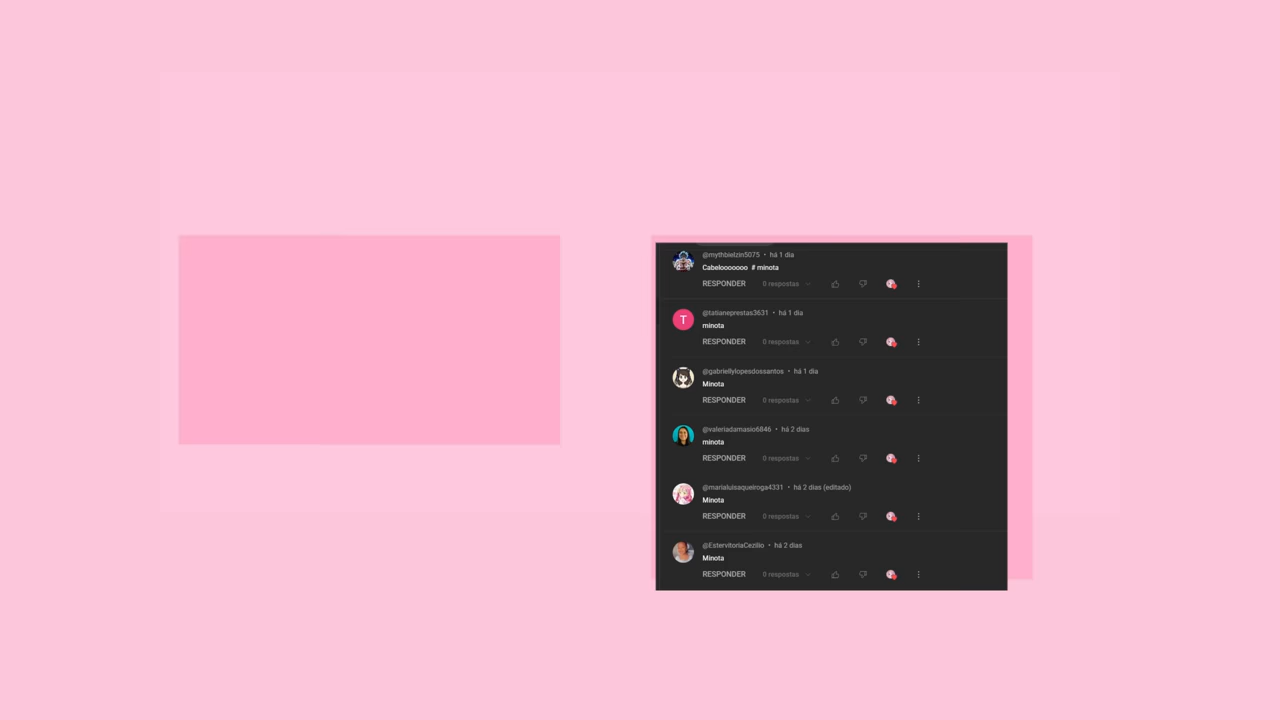 @mythbielzin5075 • há 1 dia
Cabelooooooo # minota
RESPONDER 0 respostas
@tatianeprestas3631 • há 1 dia
minota
RESPONDER 0 respostas
@gabriellylopesdossantos • há 1 dia
Minota
RESPONDER 0 respostas
@valeriadamasio6846 • há 2 dias
minota
RESPONDER 0 respostas
@marialuisaqueiroga4331 • há 2 dias (editado)
Minota
RESPONDER 0 respostas
@EstervitoriaCezilio • há 2 dias
Minota
RESPONDER 0 respostas